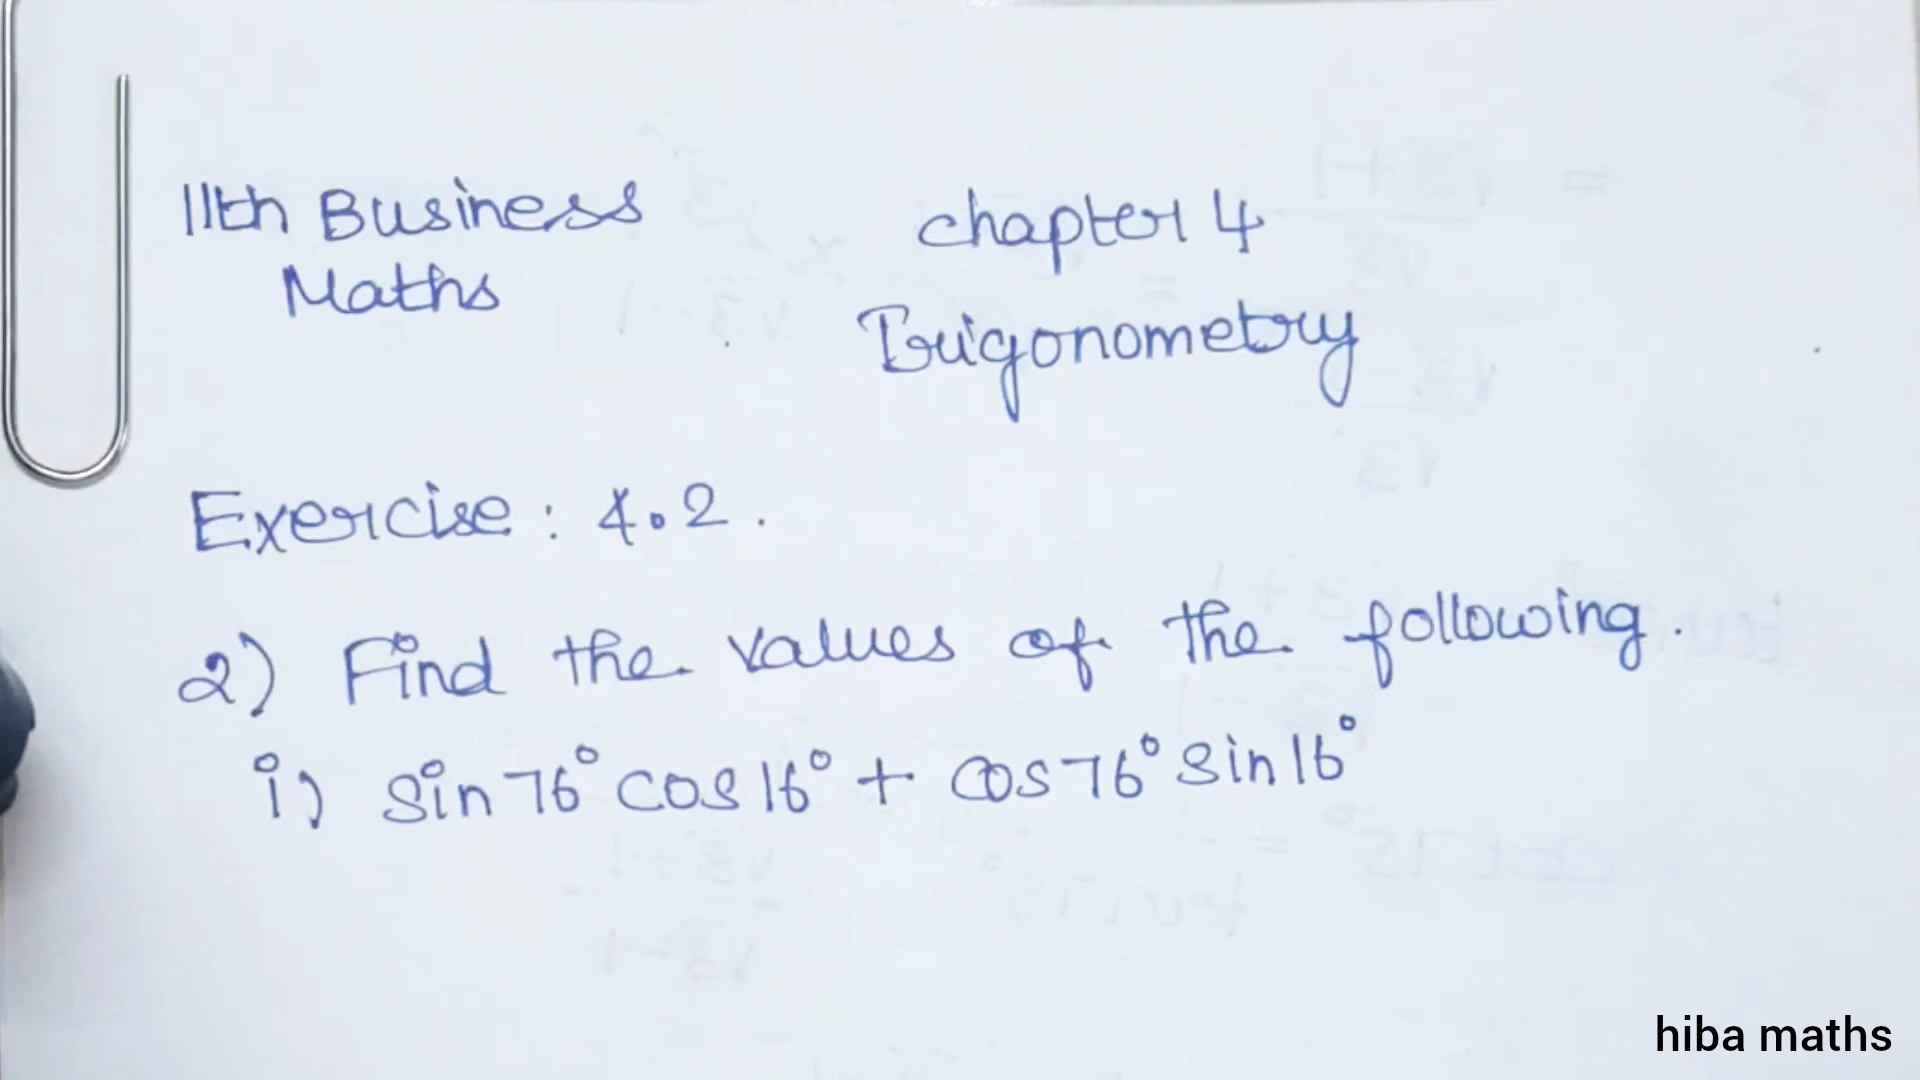 11th Business
Maths
chapter 4
Trigonometry
Exercise : 4.2.
2) Find the values of the following.
i) sin 76° cos 16° + cos 76° sin 16°
hiba maths